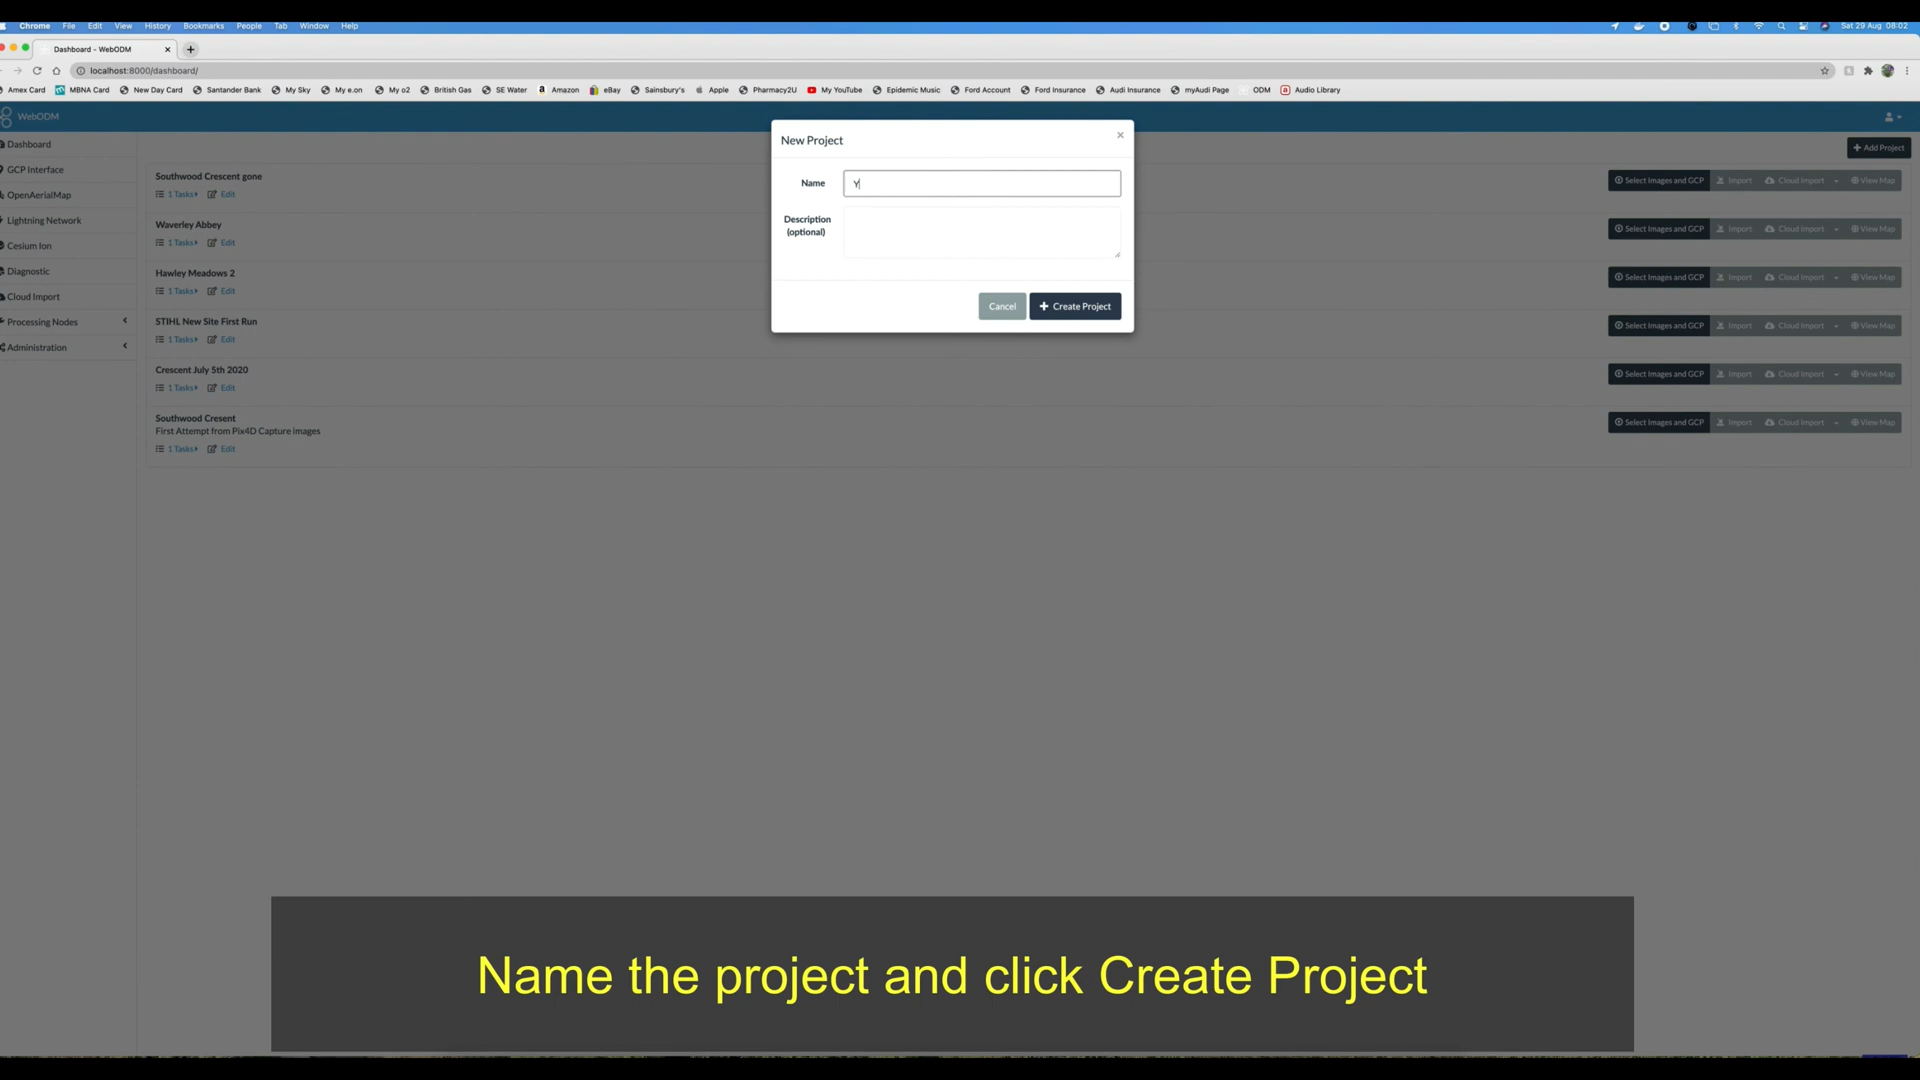 Chrome File Edit View History Bookmarks People Tab Window Help Sat 29 Aug 08:02
Dashboard - WebODM
localhost:8000/dashboard/
Amex Card MBNA Card New Day Card Santander Bank My Sky My e.on My o2 British Gas SE Water Amazon eBay Sainsbury's Apple Pharmacy2U My YouTube Epidemic Music Ford Account Ford Insurance Audi Insurance myAudi Page ODM Audio Library
WebODM
Dashboard
GCP Interface
OpenAerialMap
Lightning Network
Cesium Ion
Diagnostic
Cloud Import
Processing Nodes
Administration
Add Project
Southwood Crescent gone
1 Tasks Edit
Select Images and GCP Import Cloud Import View Map
Waverley Abbey
1 Tasks Edit
Select Images and GCP Import Cloud Import View Map
Hawley Meadows 2
1 Tasks Edit
Select Images and GCP Import Cloud Import View Map
STIHL New Site First Run
1 Tasks Edit
Select Images and GCP Import Cloud Import View Map
Crescent July 5th 2020
1 Tasks Edit
Select Images and GCP Import Cloud Import View Map
Southwood Cresent
First Attempt from Pix4D Capture images
1 Tasks Edit
Select Images and GCP Import Cloud Import View Map
New Project ×
Name Y
Description
(optional)
Cancel Create Project
Name the project and click Create Project